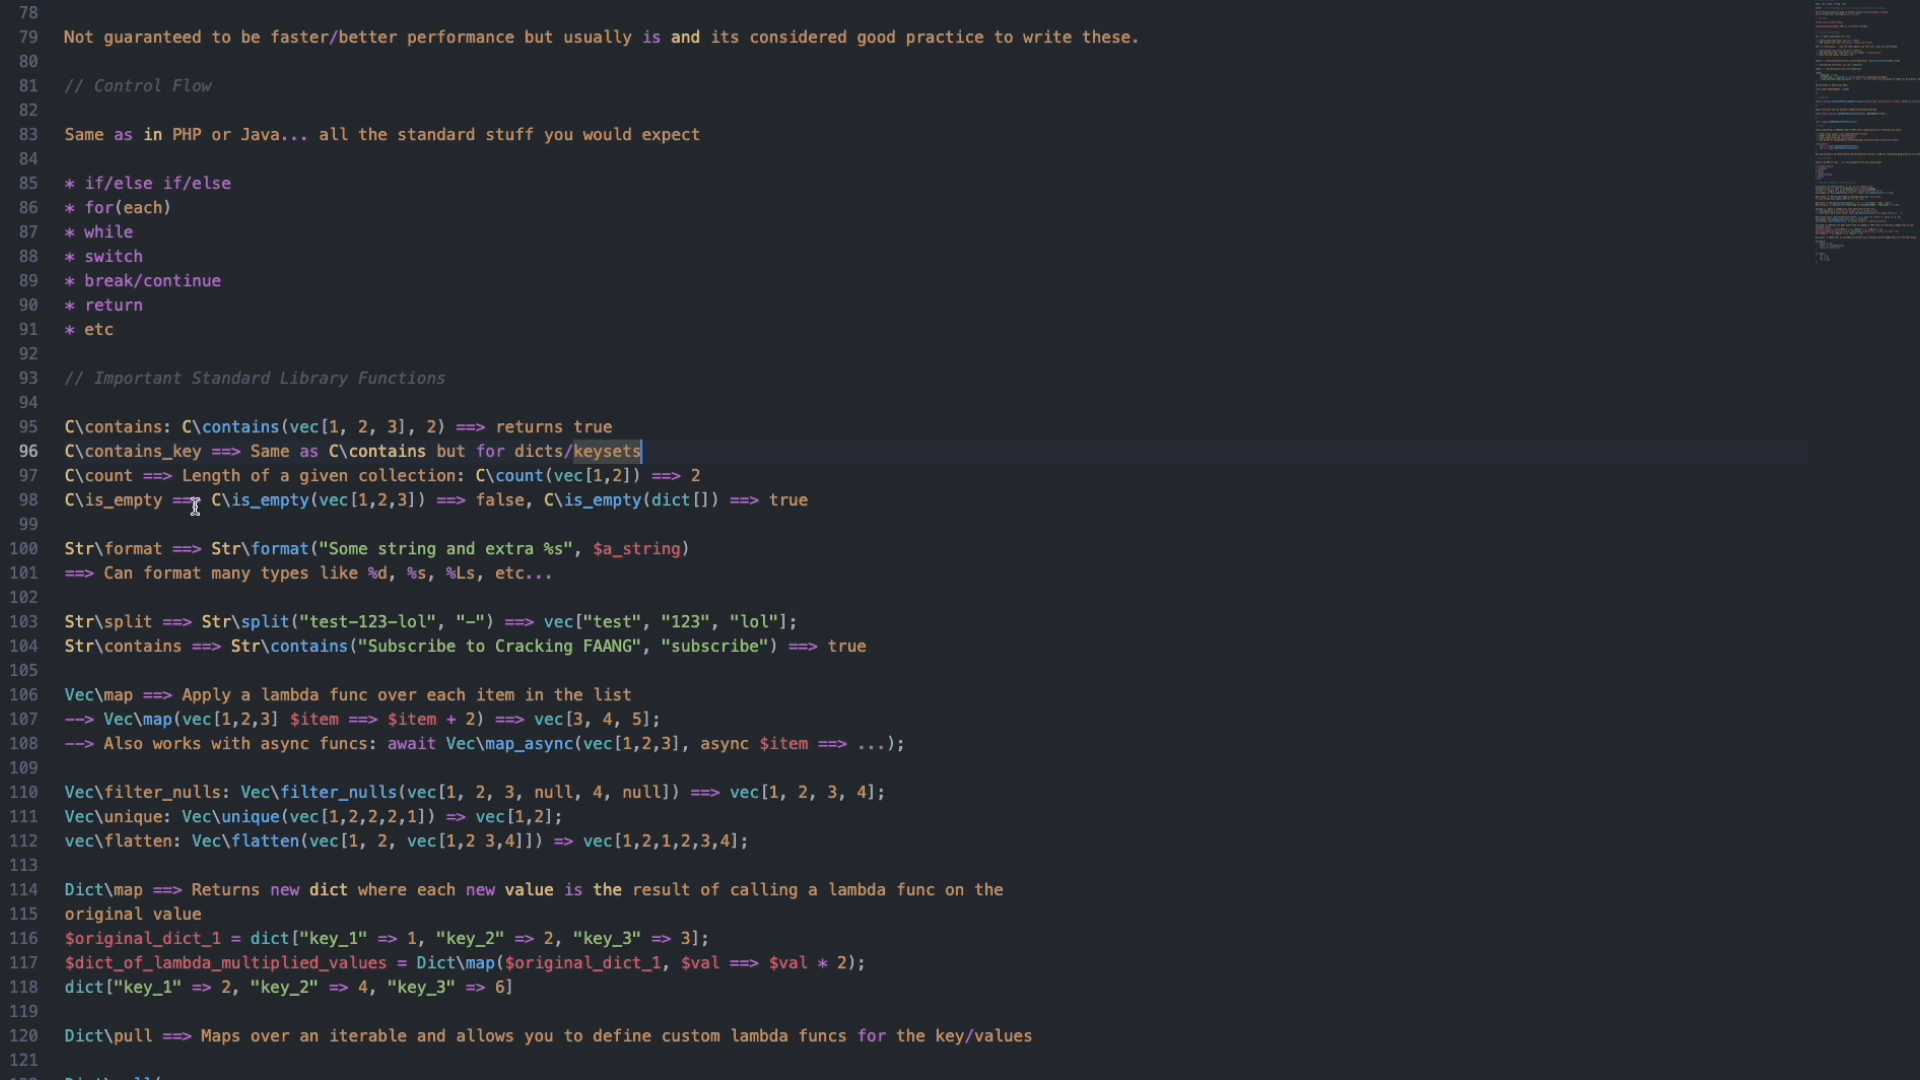 78
79 Not guaranteed to be faster/better performance but usually is and its considered good practice to write these.
80
81 // Control Flow
82
83 Same as in PHP or Java... all the standard stuff you would expect
84
85 * if/else if/else
86 * for(each)
87 * while
88 * switch
89 * break/continue
90 * return
91 * etc
92
93 // Important Standard Library Functions
94
95 C\contains: C\contains(vec[1, 2, 3], 2) ==> returns true
96 C\contains_key ==> Same as C\contains but for dicts/keysets
97 C\count ==> Length of a given collection: C\count(vec[1,2]) ==> 2
98 C\is_empty ==> C\is_empty(vec[1,2,3]) ==> false, C\is_empty(dict[]) ==> true
99
100 Str\format ==> Str\format("Some string and extra %s", $a_string)
101 ==> Can format many types like %d, %s, %Ls, etc...
102
103 Str\split ==> Str\split("test-123-lol", "-") ==> vec["test", "123", "lol"];
104 Str\contains ==> Str\contains("Subscribe to Cracking FAANG", "subscribe") ==> true
105
106 Vec\map ==> Apply a lambda func over each item in the list
107 --> Vec\map(vec[1,2,3] $item ==> $item + 2) ==> vec[3, 4, 5];
108 --> Also works with async funcs: await Vec\map_async(vec[1,2,3], async $item ==> ...);
109
110 Vec\filter_nulls: Vec\filter_nulls(vec[1, 2, 3, null, 4, null]) ==> vec[1, 2, 3, 4];
111 Vec\unique: Vec\unique(vec[1,2,2,2,1]) => vec[1,2];
112 vec\flatten: Vec\flatten(vec[1, 2, vec[1,2 3,4]]) => vec[1,2,1,2,3,4];
113
114 Dict\map ==> Returns new dict where each new value is the result of calling a lambda func on the
115 original value
116 $original_dict_1 = dict["key_1" => 1, "key_2" => 2, "key_3" => 3];
117 $dict_of_lambda_multiplied_values = Dict\map($original_dict_1, $val ==> $val * 2);
118 dict["key_1" => 2, "key_2" => 4, "key_3" => 6]
119
120 Dict\pull ==> Maps over an iterable and allows you to define custom lambda funcs for the key/values
121